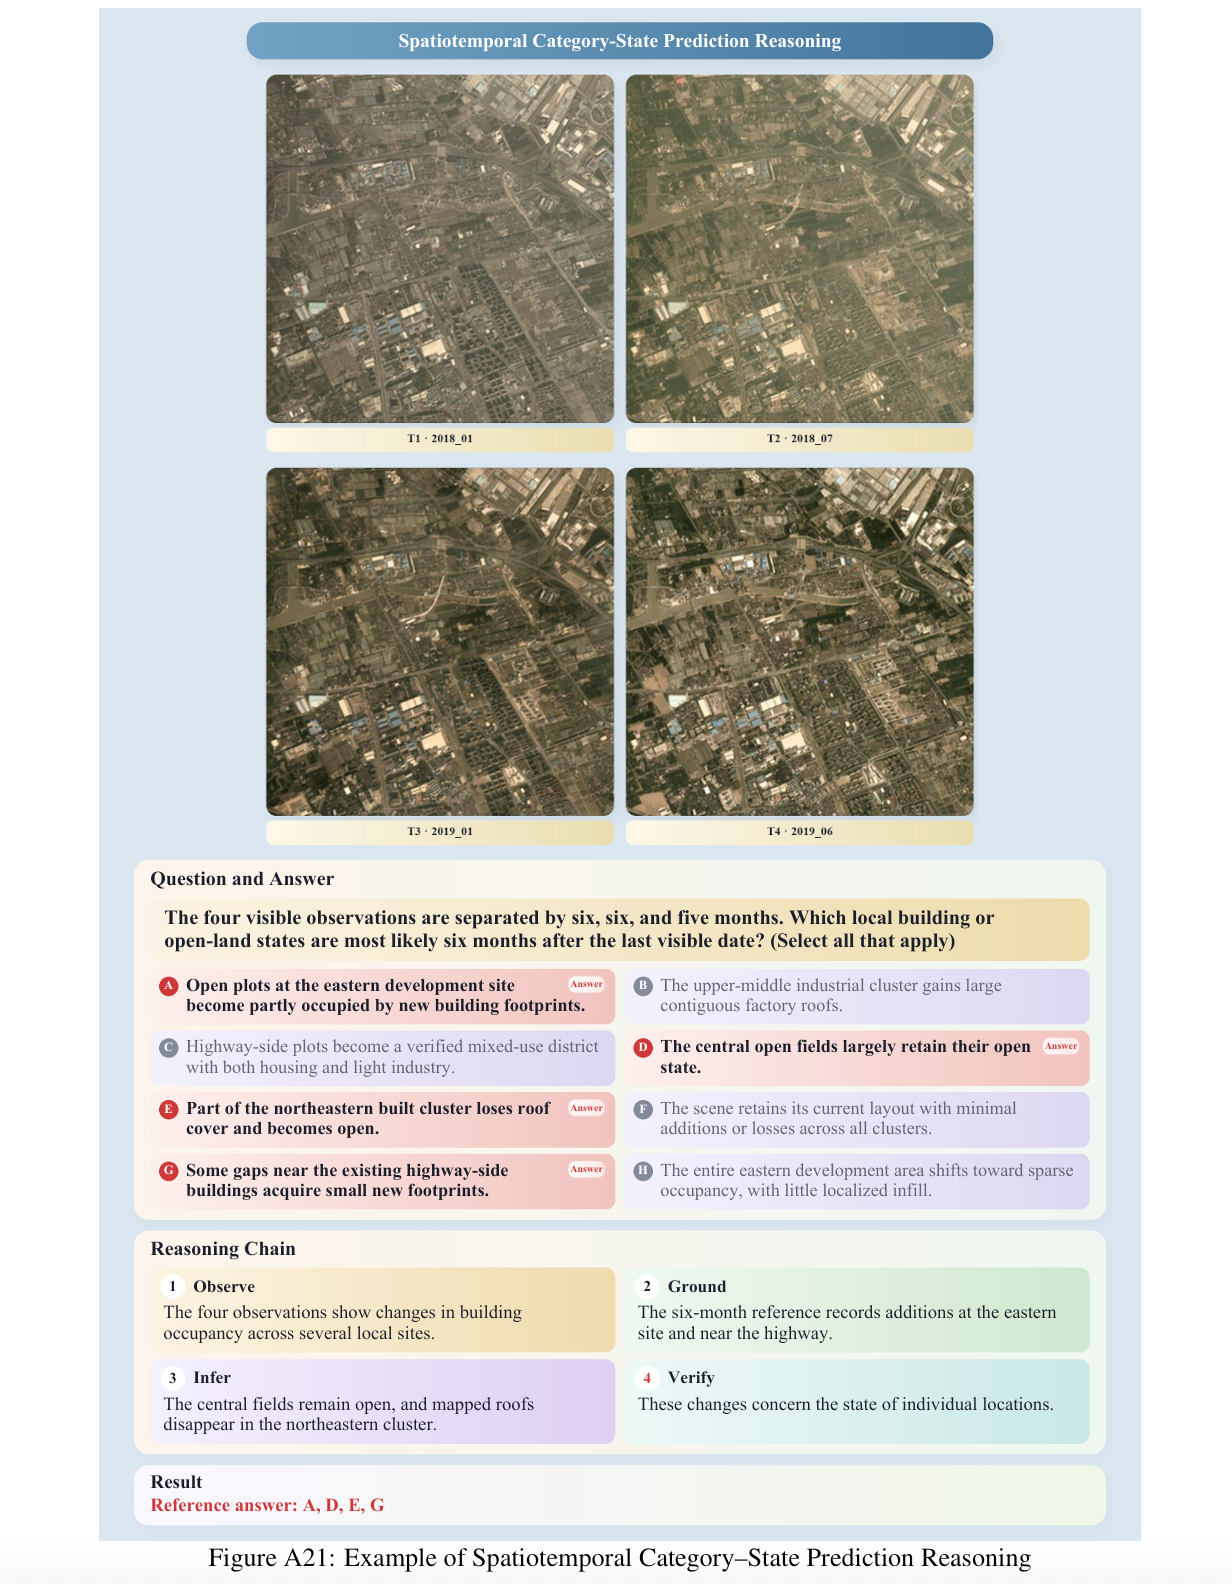 Spatiotemporal Category-State Prediction Reasoning
T1 · 2018_01
T2 · 2018_07
T3 · 2019_01
T4 · 2019_06
Question and Answer
The four visible observations are separated by six, six, and five months. Which local building or
open-land states are most likely six months after the last visible date? (Select all that apply)
A Open plots at the eastern development site Answer
become partly occupied by new building footprints.
B The upper-middle industrial cluster gains large
contiguous factory roofs.
C Highway-side plots become a verified mixed-use district
with both housing and light industry.
D The central open fields largely retain their open Answer
state.
E Part of the northeastern built cluster loses roof Answer
cover and becomes open.
F The scene retains its current layout with minimal
additions or losses across all clusters.
G Some gaps near the existing highway-side Answer
buildings acquire small new footprints.
H The entire eastern development area shifts toward sparse
occupancy, with little localized infill.
Reasoning Chain
1 Observe
The four observations show changes in building
occupancy across several local sites.
2 Ground
The six-month reference records additions at the eastern
site and near the highway.
3 Infer
The central fields remain open, and mapped roofs
disappear in the northeastern cluster.
4 Verify
These changes concern the state of individual locations.
Result
Reference answer: A, D, E, G
Figure A21: Example of Spatiotemporal Category–State Prediction Reasoning